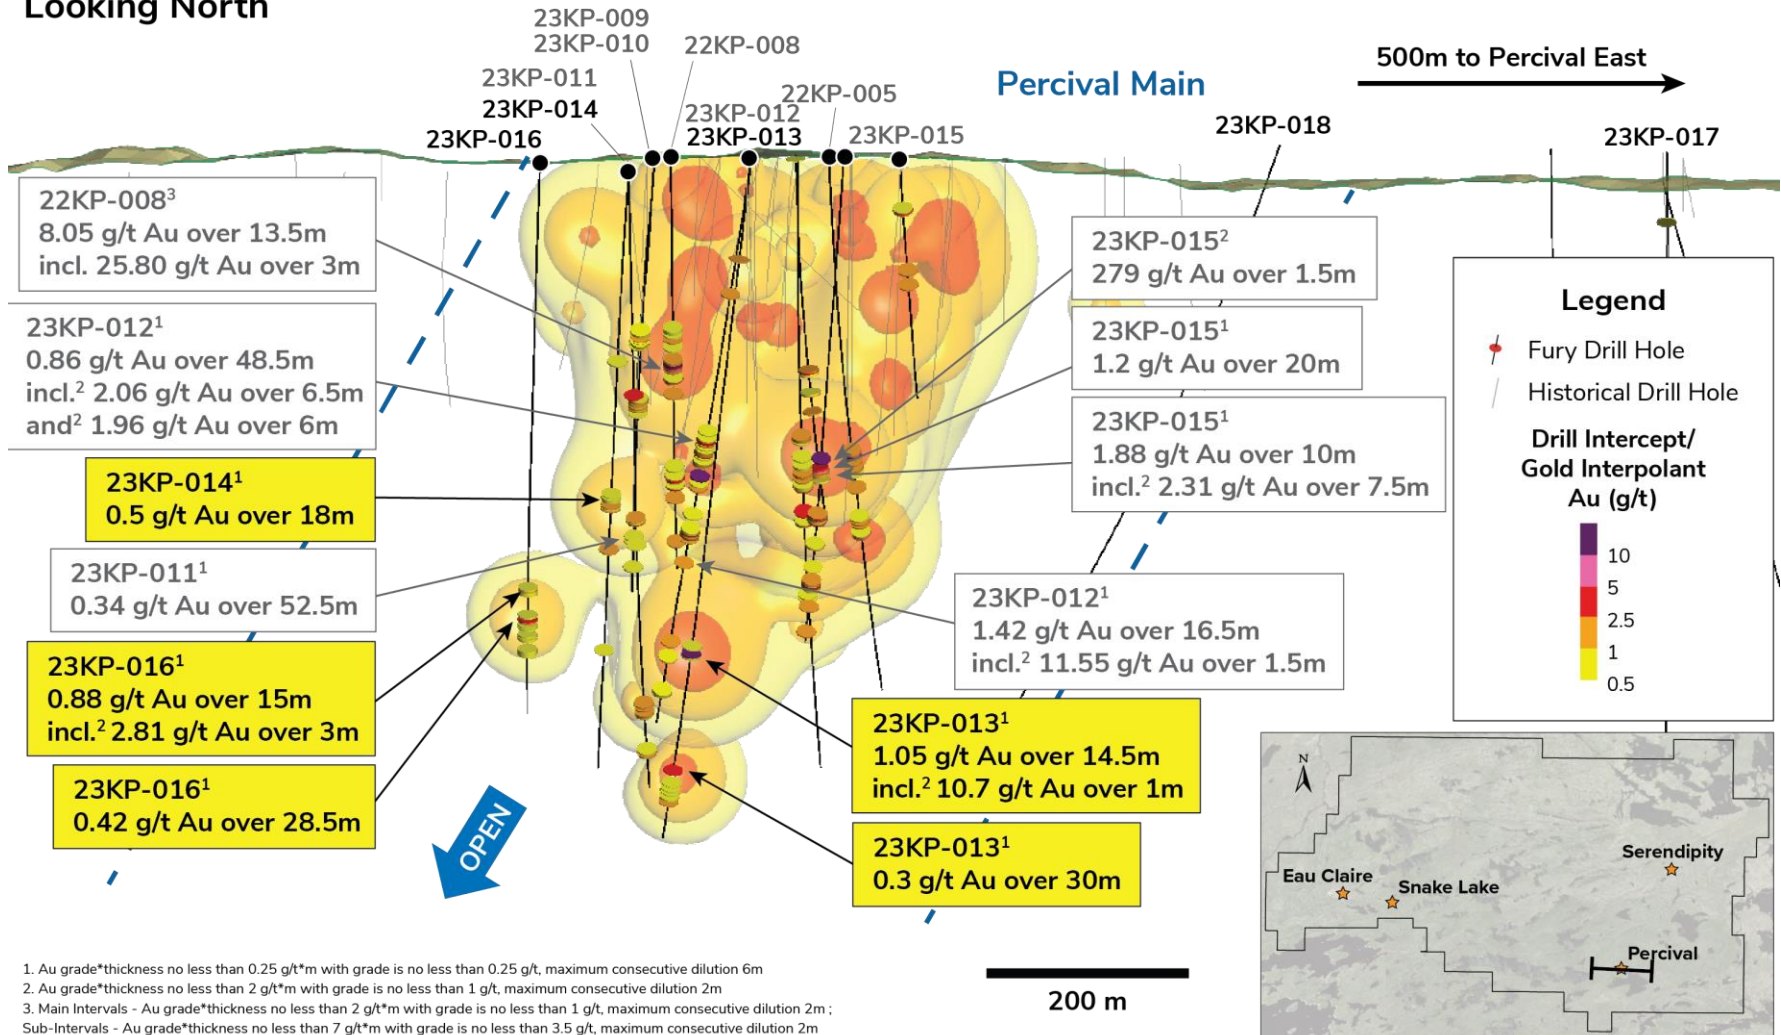 Looking North
23KP-009
23KP-010
22KP-008
23KP-011
23KP-014
23KP-016
23KP-012
23KP-013
22KP-005
23KP-015
Percival Main
500m to Percival East
23KP-018
23KP-017
22KP-008³
8.05 g/t Au over 13.5m
incl. 25.80 g/t Au over 3m
23KP-012¹
0.86 g/t Au over 48.5m
incl.² 2.06 g/t Au over 6.5m
and² 1.96 g/t Au over 6m
23KP-014¹
0.5 g/t Au over 18m
23KP-011¹
0.34 g/t Au over 52.5m
23KP-016¹
0.88 g/t Au over 15m
incl.² 2.81 g/t Au over 3m
23KP-016¹
0.42 g/t Au over 28.5m
OPEN
23KP-015²
279 g/t Au over 1.5m
23KP-015¹
1.2 g/t Au over 20m
23KP-015¹
1.88 g/t Au over 10m
incl.² 2.31 g/t Au over 7.5m
23KP-012¹
1.42 g/t Au over 16.5m
incl.² 11.55 g/t Au over 1.5m
23KP-013¹
1.05 g/t Au over 14.5m
incl.² 10.7 g/t Au over 1m
23KP-013¹
0.3 g/t Au over 30m
Legend
Fury Drill Hole
Historical Drill Hole
Drill Intercept/
Gold Interpolant
Au (g/t)
10
5
2.5
1
0.5
N
Serendipity
Eau Claire
Snake Lake
Percival
200 m
1. Au grade*thickness no less than 0.25 g/t*m with grade is no less than 0.25 g/t, maximum consecutive dilution 6m
2. Au grade*thickness no less than 2 g/t*m with grade is no less than 1 g/t, maximum consecutive dilution 2m
3. Main Intervals - Au grade*thickness no less than 2 g/t*m with grade is no less than 1 g/t, maximum consecutive dilution 2m ;
Sub-Intervals - Au grade*thickness no less than 7 g/t*m with grade is no less than 3.5 g/t, maximum consecutive dilution 2m